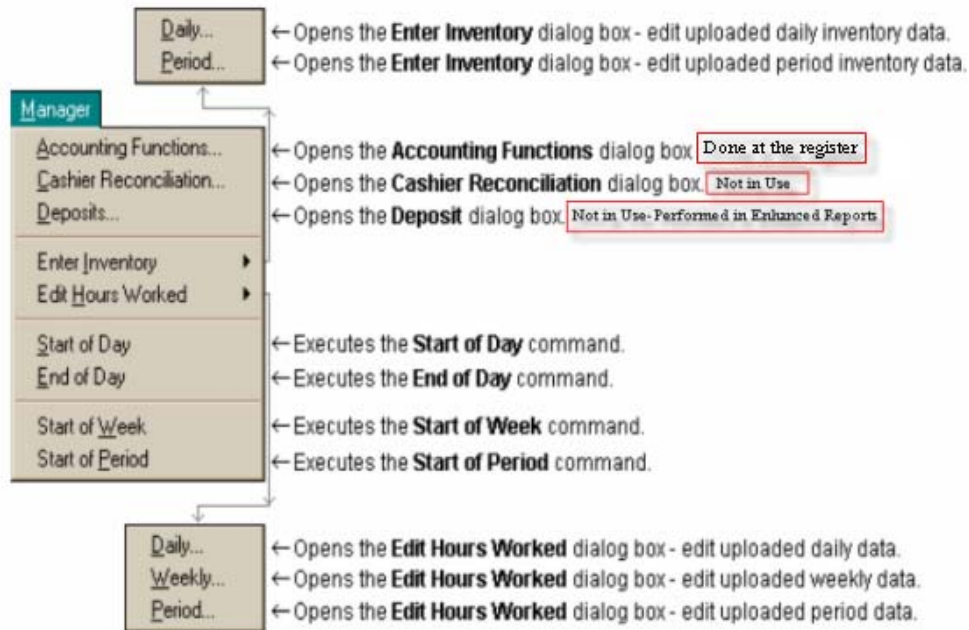 Daily... ←Opens the Enter Inventory dialog box - edit uploaded daily inventory data.
Period... ←Opens the Enter Inventory dialog box - edit uploaded period inventory data.
Manager
Accounting Functions... ←Opens the Accounting Functions dialog box Done at the register
Cashier Reconciliation... ←Opens the Cashier Reconciliation dialog box. Not in Use
Deposits... ←Opens the Deposit dialog box. Not in Use-Performed in Enhanced Reports
Enter Inventory
Edit Hours Worked
Start of Day ←Executes the Start of Day command.
End of Day ←Executes the End of Day command.
Start of Week ←Executes the Start of Week command.
Start of Period ←Executes the Start of Period command.
Daily... ←Opens the Edit Hours Worked dialog box - edit uploaded daily data.
Weekly... ←Opens the Edit Hours Worked dialog box - edit uploaded weekly data.
Period... ←Opens the Edit Hours Worked dialog box - edit uploaded period data.